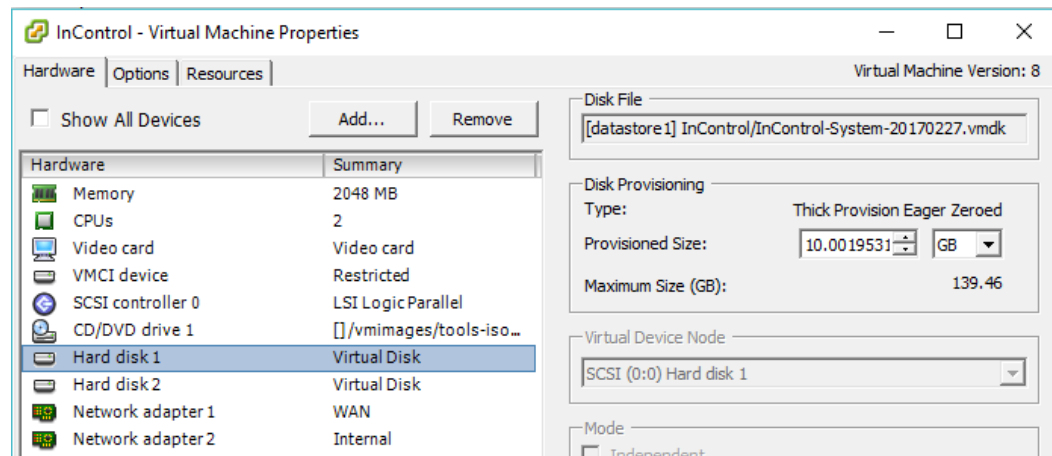 InControl - Virtual Machine Properties
Hardware Options Resources Virtual Machine Version: 8
Show All Devices Add... Remove
Hardware Summary
Memory 2048 MB
CPUs 2
Video card Video card
VMCI device Restricted
SCSI controller 0 LSI Logic Parallel
CD/DVD drive 1 []/vmimages/tools-iso...
Hard disk 1 Virtual Disk
Hard disk 2 Virtual Disk
Network adapter 1 WAN
Network adapter 2 Internal
Disk File
[datastore1] InControl/InControl-System-20170227.vmdk
Disk Provisioning
Type: Thick Provision Eager Zeroed
Provisioned Size: 10.0019531 GB
Maximum Size (GB): 139.46
Virtual Device Node
SCSI (0:0) Hard disk 1
Mode
Independent